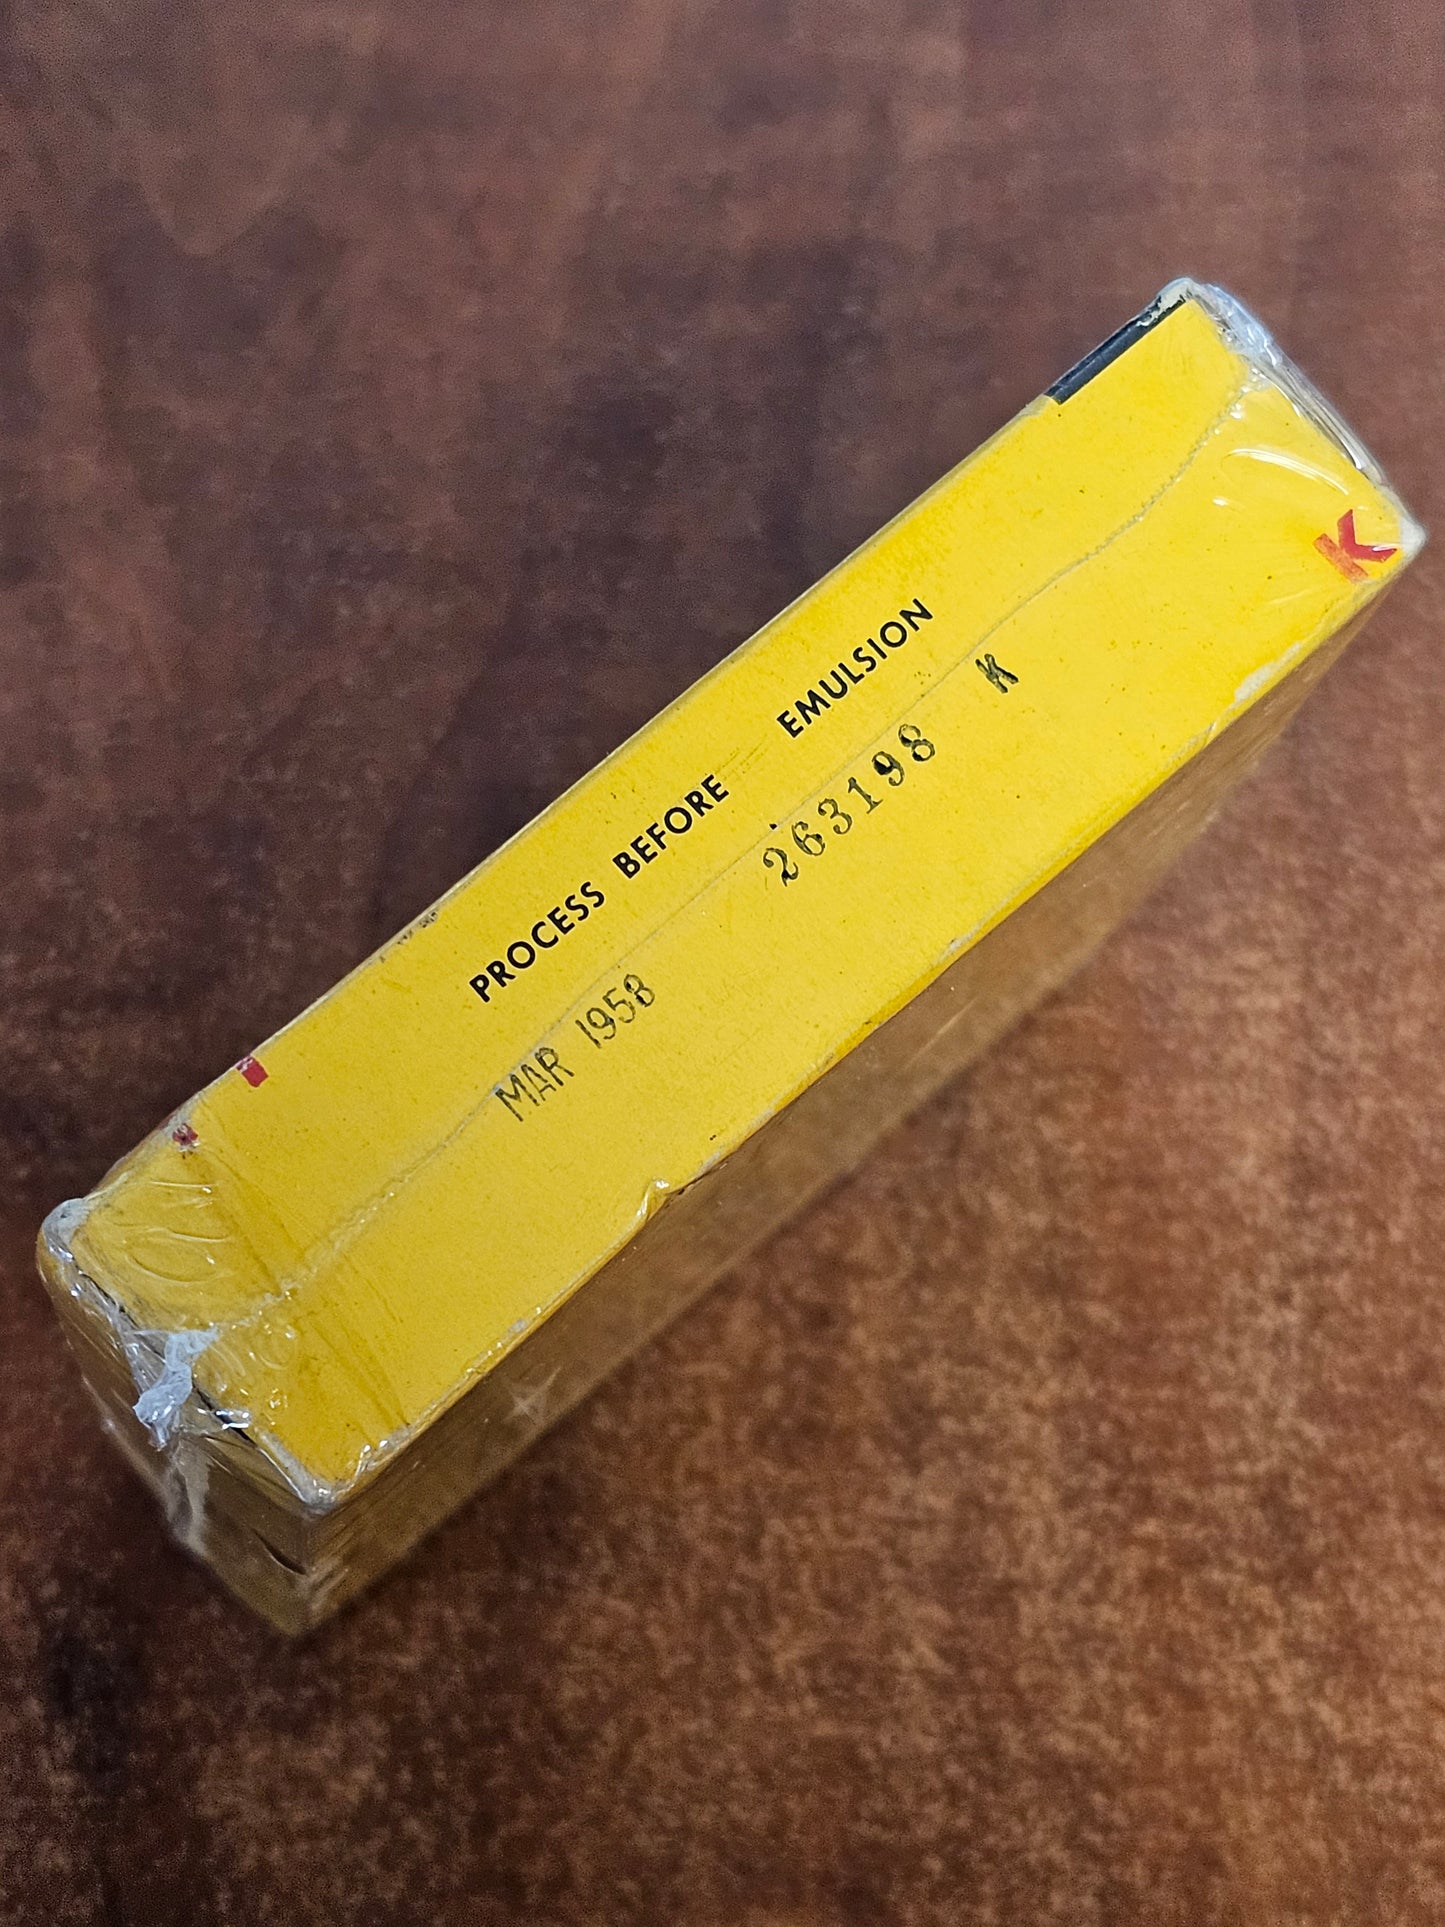 PROCESS BEFORE EMULSION
MAR 1958 263198 K
K